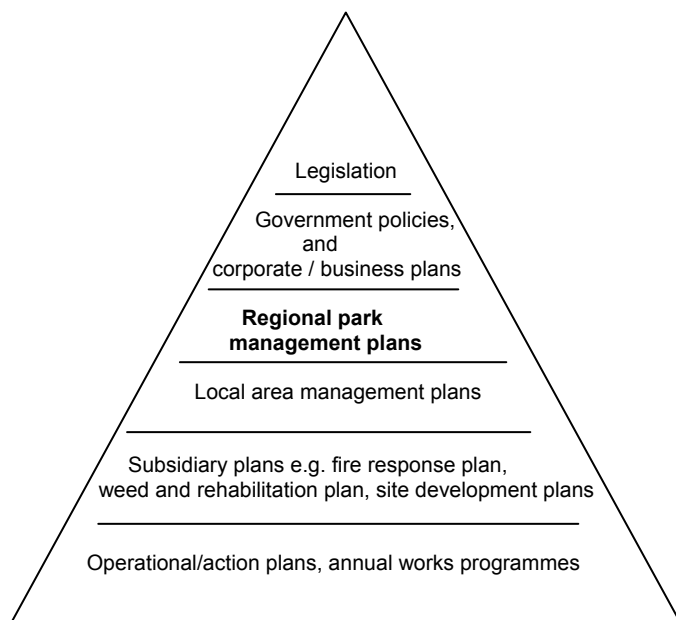 Legislation
Government policies,
and
corporate / business plans
Regional park
management plans
Local area management plans
Subsidiary plans e.g. fire response plan,
weed and rehabilitation plan, site development plans
Operational/action plans, annual works programmes